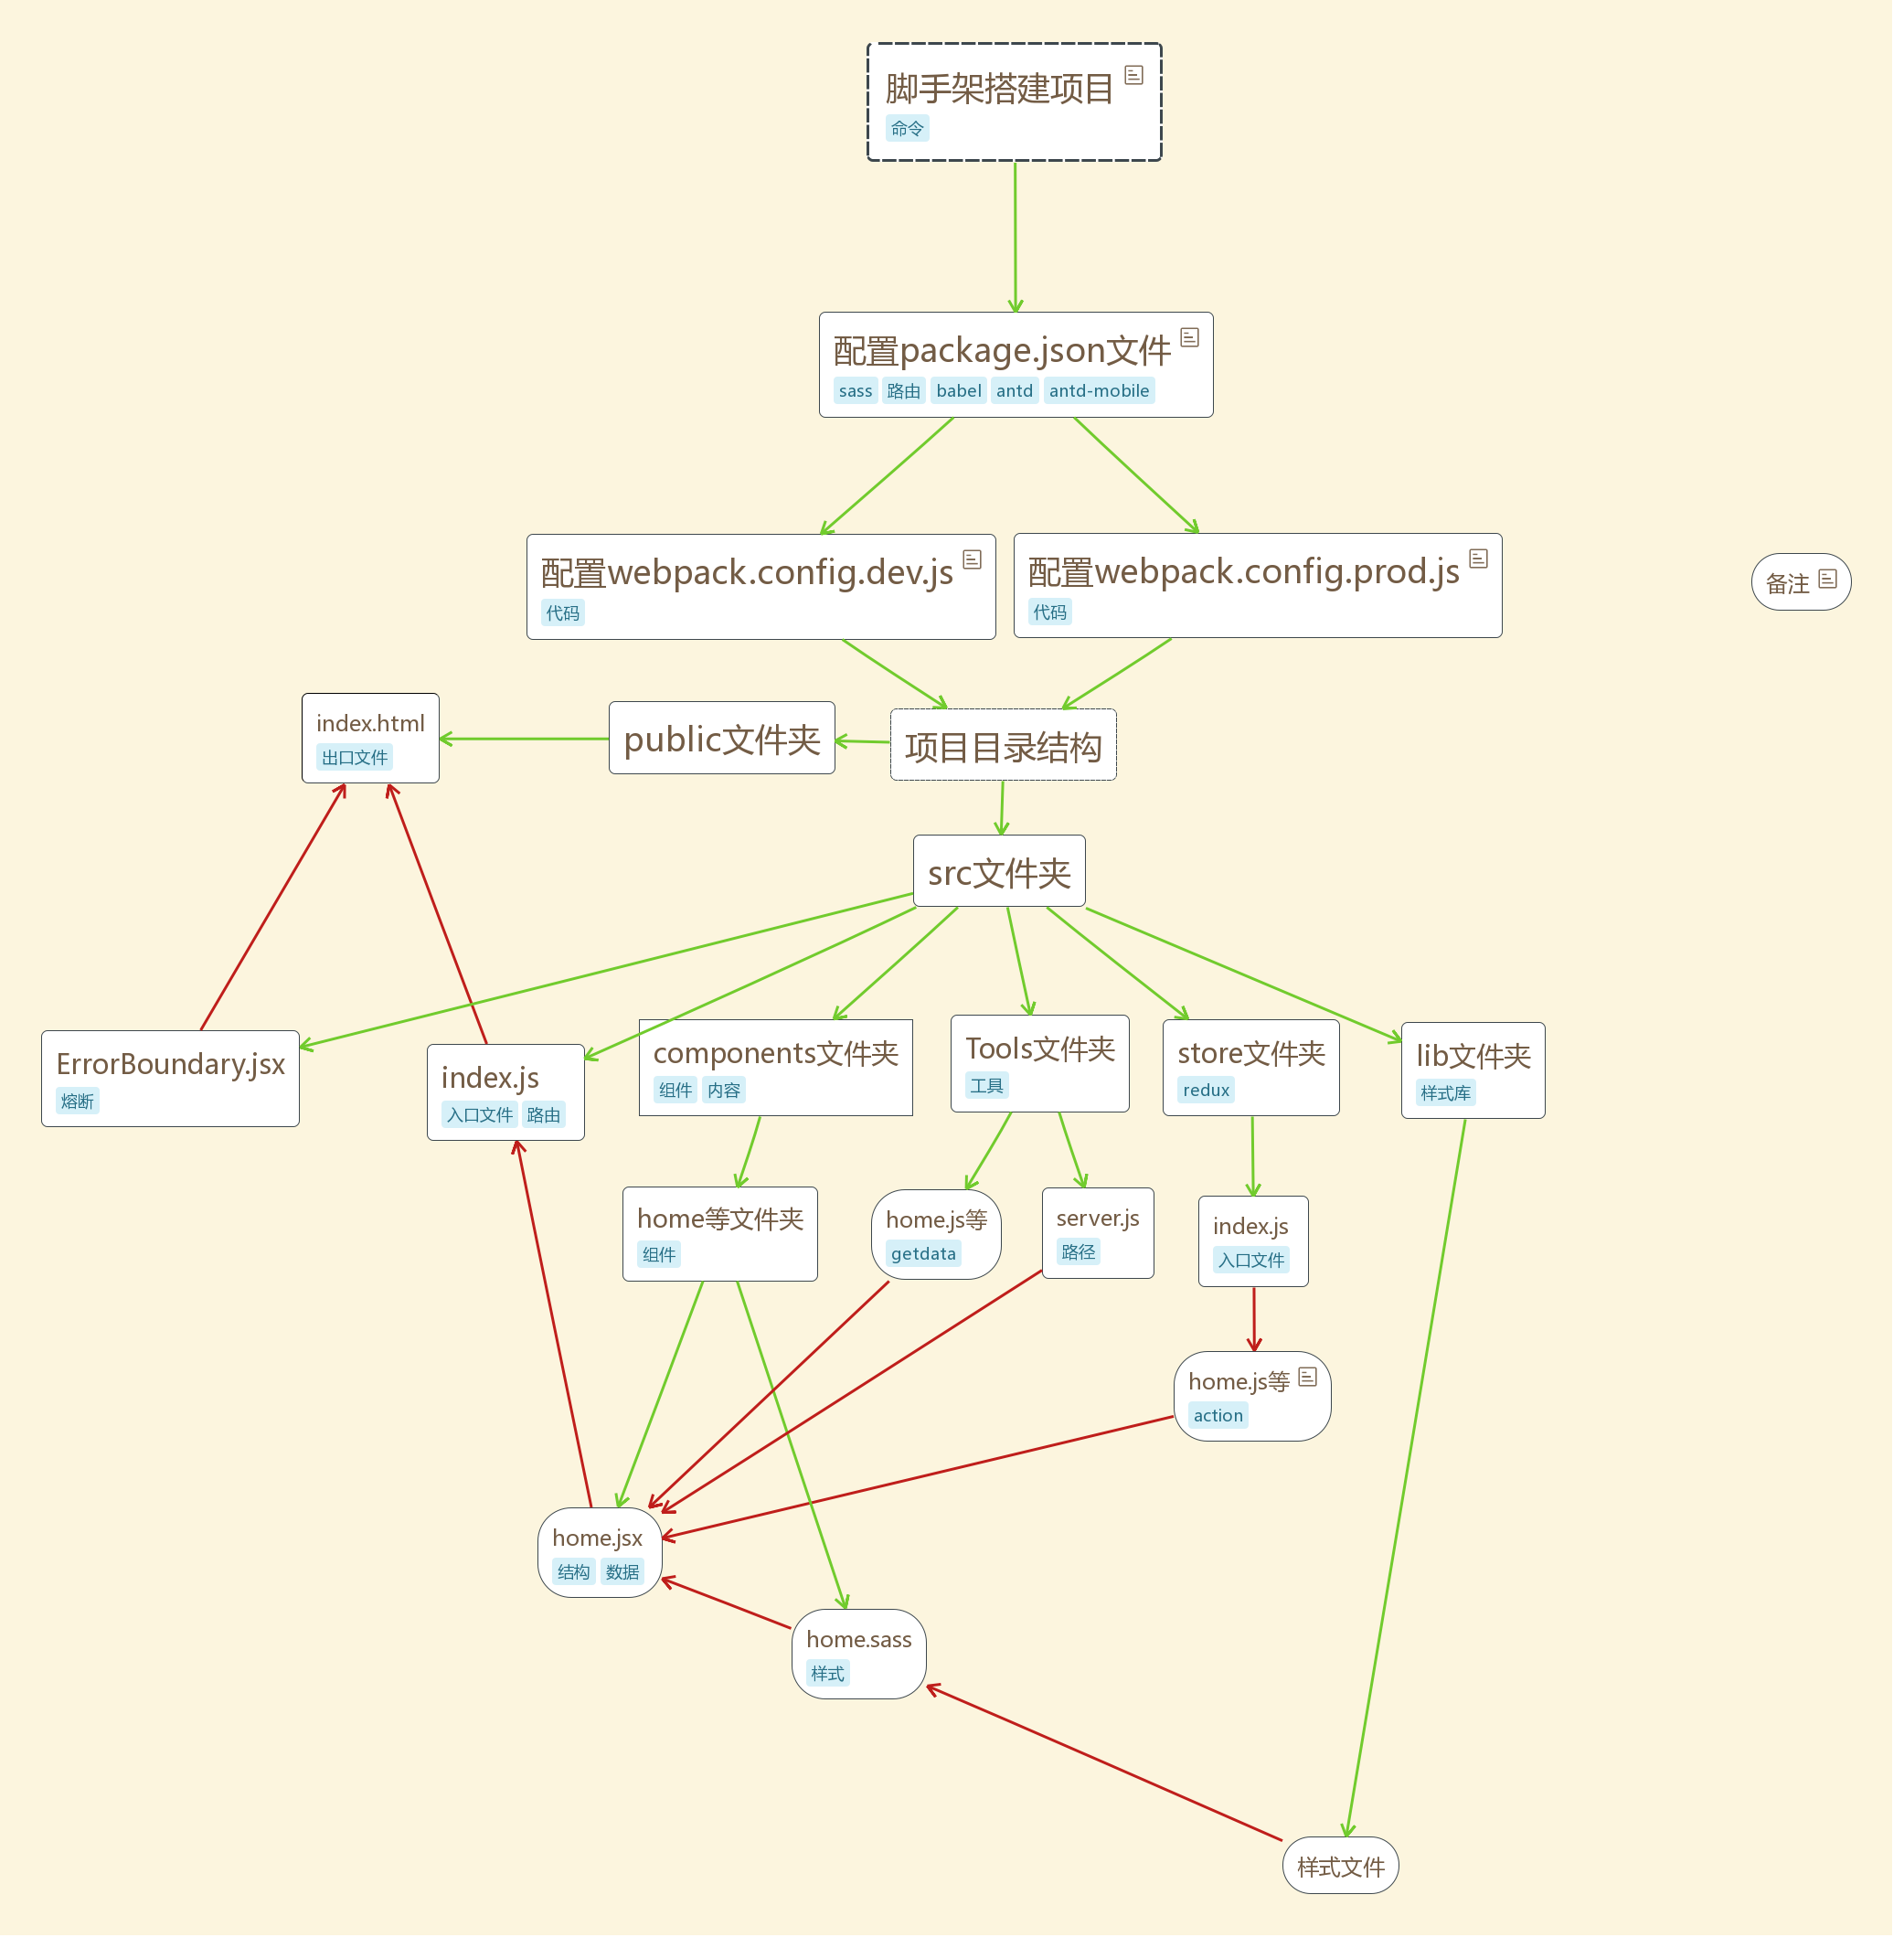 脚手架搭建项目
命令
配置package.json文件
sass 路由 babel antd antd-mobile
配置webpack.config.dev.js
代码
配置webpack.config.prod.js
代码
备注
index.html
出口文件
public文件夹
项目目录结构
src文件夹
ErrorBoundary.jsx
熔断
index.js
入口文件 路由
components文件夹
组件 内容
Tools文件夹
工具
store文件夹
redux
lib文件夹
样式库
home等文件夹
组件
home.js等
getdata
server.js
路径
index.js
入口文件
home.js等
action
home.jsx
结构 数据
home.sass
样式
样式文件